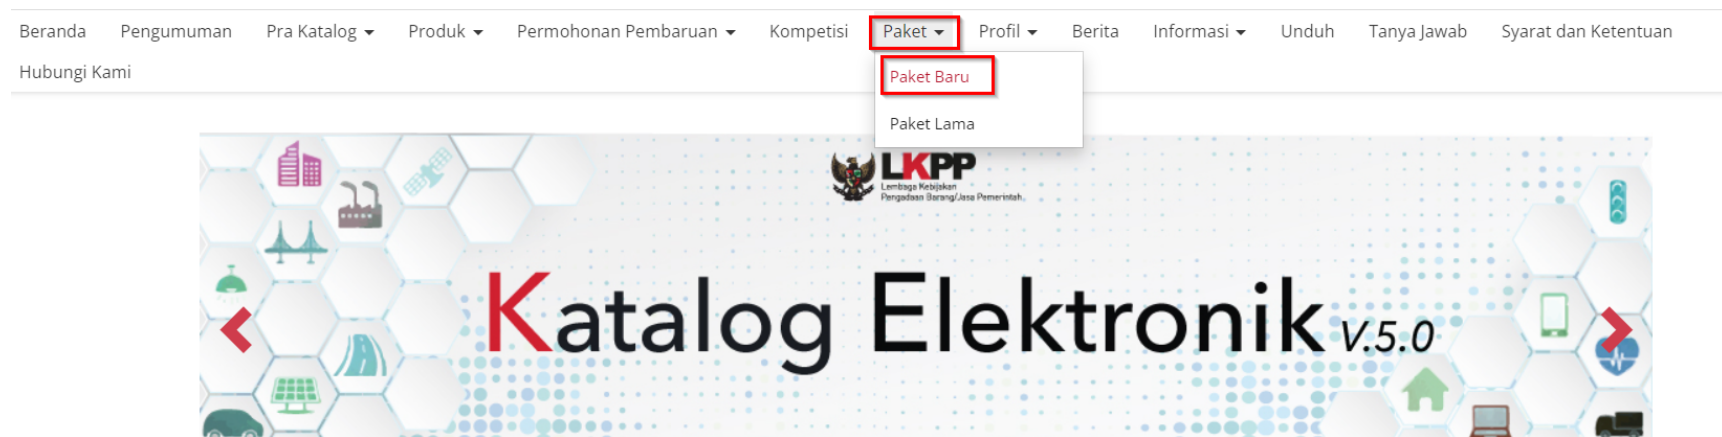 Beranda Pengumuman Pra Katalog Produk Permohonan Pembaruan Kompetisi Paket Profil Berita Informasi Unduh Tanya Jawab Syarat dan Ketentuan
Hubungi Kami
Paket Baru
Paket Lama
LKPP
Lembaga Kebijakan
Pengadaan Barang/Jasa Pemerintah
Katalog Elektronik V.5.0